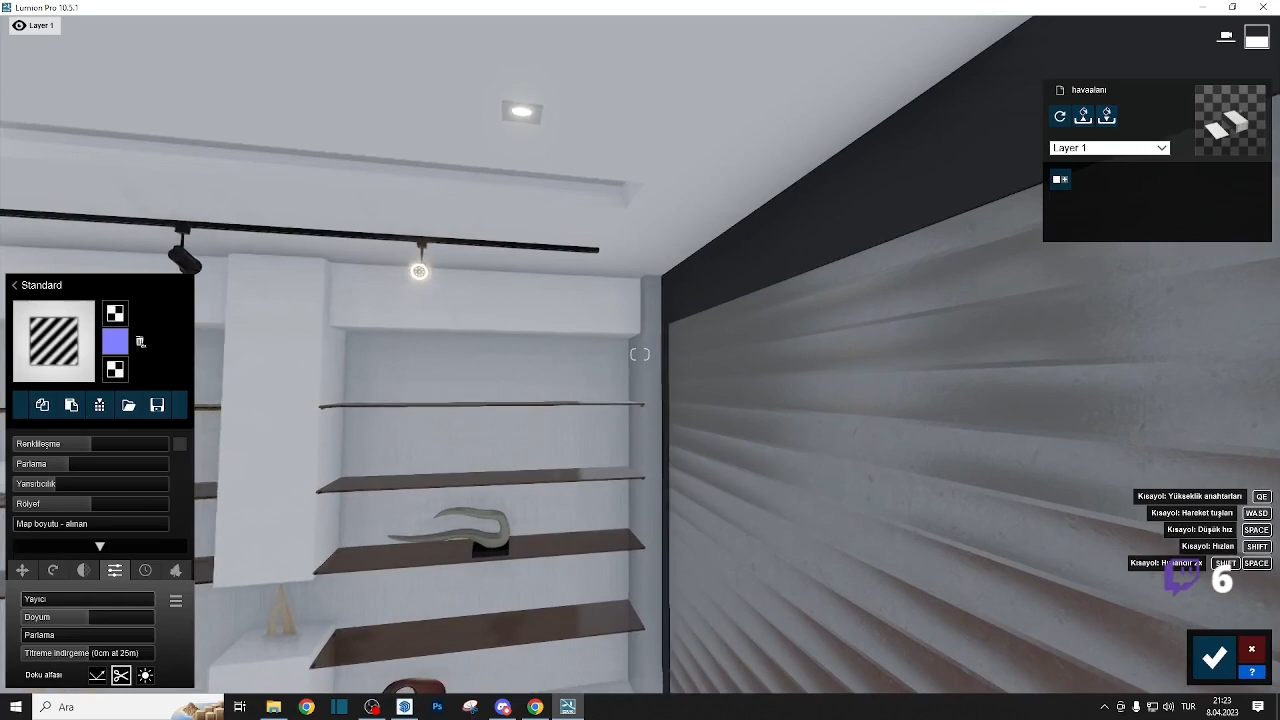 Lumion Pro 10.5.1
Layer 1
havaalanı
Layer 1
Standard
Renklileşme
Parlama
Yansıtıcılık
Rölyef
Map boyutu - alınan
Yayıcı
Doyum
Parlama
Titreme indirgeme (0cm at 25m)
Doku alfası
Kısayol: Yükseklik anahtarları QE
Kısayol: Hareket tuşları WASD
Kısayol: Düşük hız SPACE
Kısayol: Hızlan SHIFT
Kısayol: SHIFT SPACE
6
?
Ara
Ps
TUR
21:23
8.04.2023